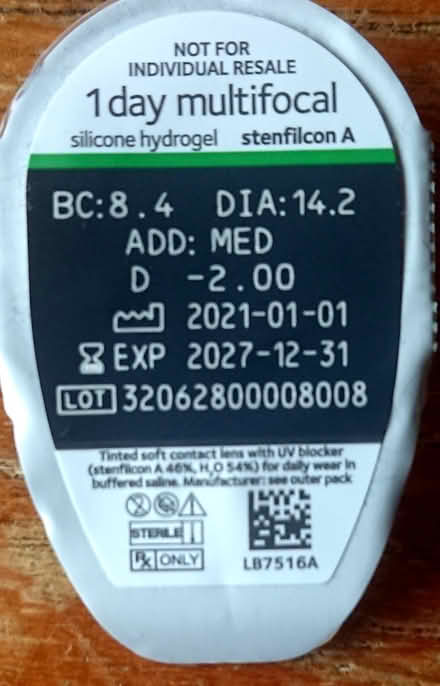 NOT FOR
INDIVIDUAL RESALE
1 day multifocal
silicone hydrogel stenfilcon A
BC:8.4 DIA:14.2
ADD: MED
D -2.00
2021-01-01
EXP 2027-12-31
LOT 32062800008008
Tinted soft contact lens with UV blocker
(stenfilcon A 46%, H₂O 54%) for daily wear in
buffered saline. Manufacturer: see outer pack
STERILE
Rx ONLY
LB7516A